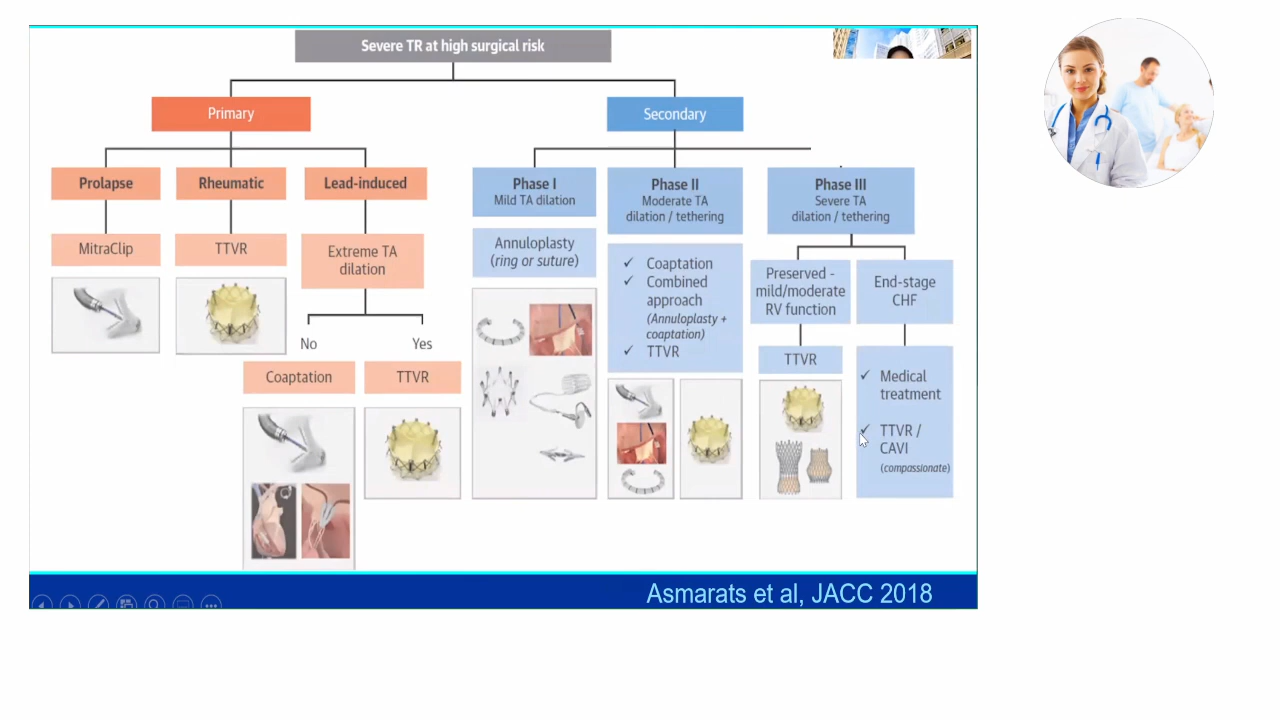 Severe TR at high surgical risk
Primary
Secondary
Prolapse
Rheumatic
Lead-induced
MitraClip
TTVR
Extreme TA
dilation
No
Yes
Coaptation
TTVR
Phase I
Mild TA dilation
Annuloplasty
(ring or suture)
Phase II
Moderate TA
dilation / tethering
✓ Coaptation
✓ Combined
approach
(Annuloplasty +
coaptation)
✓ TTVR
Phase III
Severe TA
dilation / tethering
Preserved -
mild/moderate
RV function
TTVR
End-stage
CHF
✓ Medical
treatment
✓ TTVR /
CAVI
(compassionate)
Asmarats et al, JACC 2018